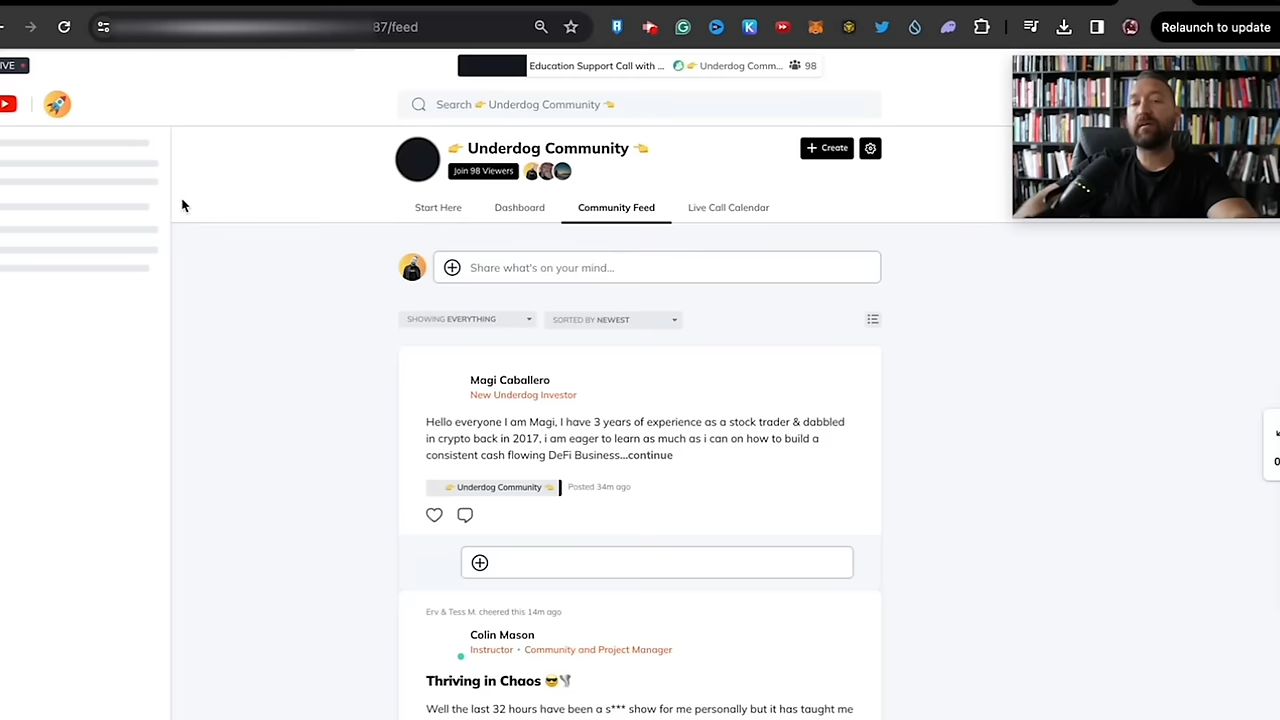 87/feed
Relaunch to update
IVE
Education Support Call with ... 👉 Underdog Comm... 98
Search 👉 Underdog Community 👈
👉 Underdog Community 👈
Join 98 Viewers
+ Create
Start Here Dashboard Community Feed Live Call Calendar
Share what's on your mind...
SHOWING EVERYTHING SORTED BY NEWEST
Magi Caballero
New Underdog Investor
Hello everyone I am Magi, I have 3 years of experience as a stock trader & dabbled
in crypto back in 2017, i am eager to learn as much as i can on how to build a
consistent cash flowing DeFi Business...continue
👉 Underdog Community 👈 Posted 34m ago
Erv & Tess M. cheered this 14m ago
Colin Mason
Instructor • Community and Project Manager
Thriving in Chaos 😎
Well the last 32 hours have been a s*** show for me personally but it has taught me